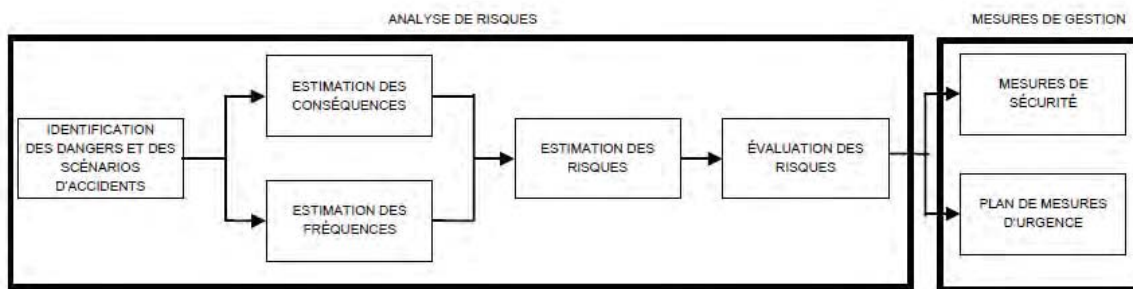 ANALYSE DE RISQUES
MESURES DE GESTION
IDENTIFICATION
DES DANGERS ET DES
SCÉNARIOS
D'ACCIDENTS
ESTIMATION DES
CONSÉQUENCES
ESTIMATION DES
FRÉQUENCES
ESTIMATION DES
RISQUES
ÉVALUATION DES
RISQUES
MESURES DE
SÉCURITÉ
PLAN DE MESURES
D'URGENCE